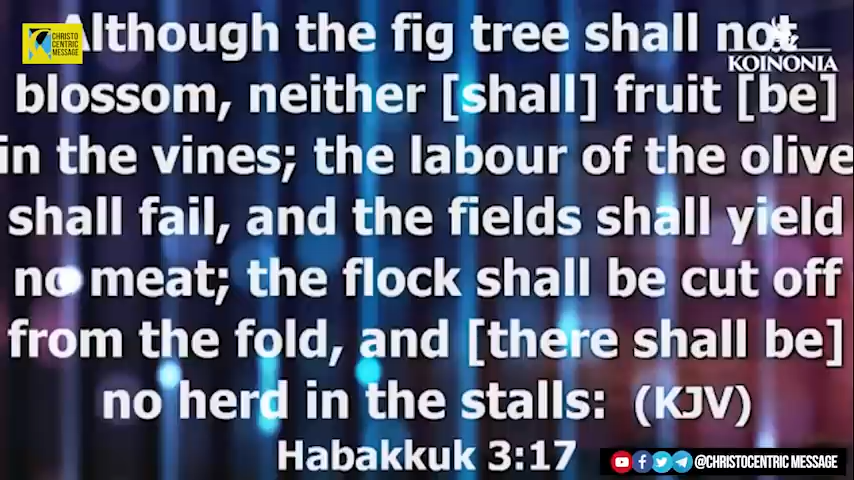 CHRISTO
CENTRIC
MESSAGE
KOINONIA
Although the fig tree shall not
blossom, neither [shall] fruit [be]
in the vines; the labour of the olive
shall fail, and the fields shall yield
no meat; the flock shall be cut off
from the fold, and [there shall be]
no herd in the stalls: (KJV)
Habakkuk 3:17
@CHRISTOCENTRIC MESSAGE